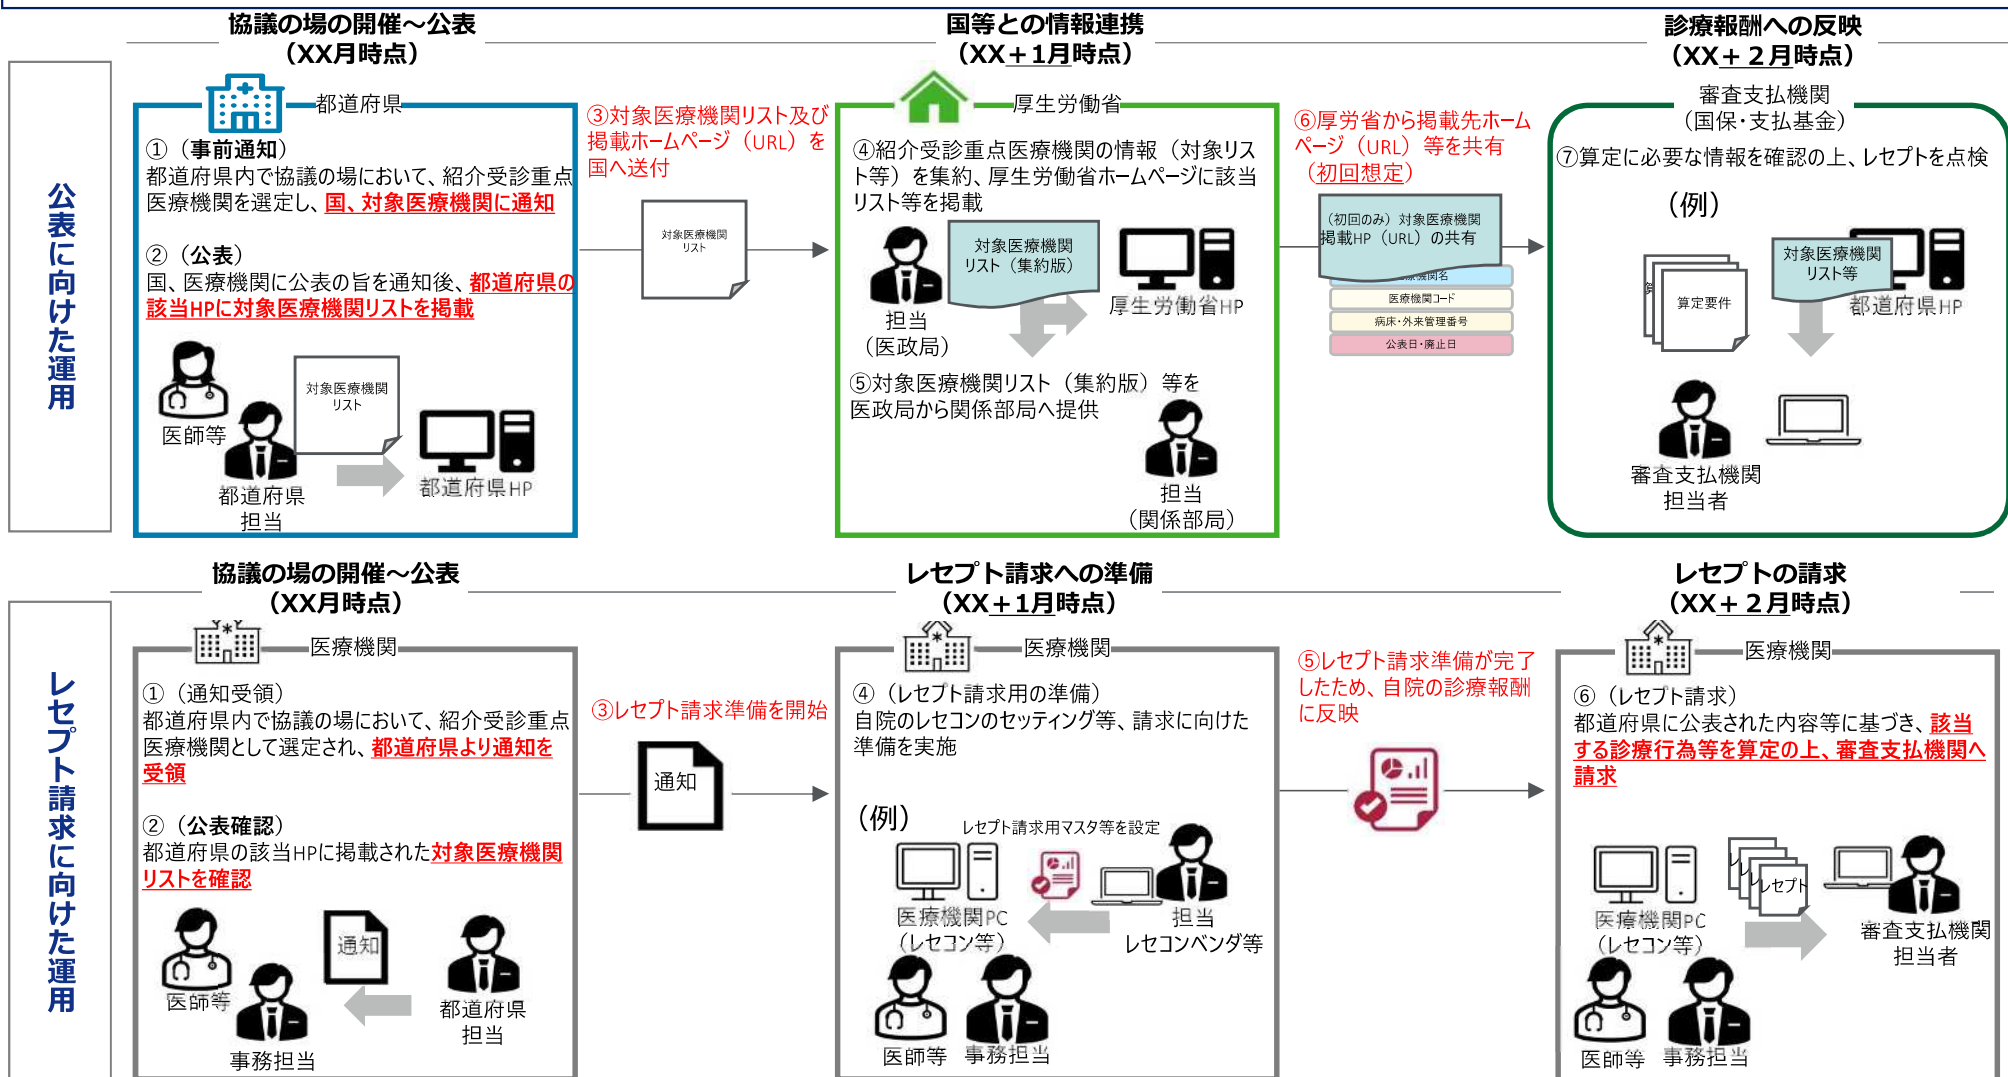 協議の場の開催～公表
（XX月時点）
国等との情報連携
（XX＋1月時点）
診療報酬への反映
（XX＋２月時点）
公表に向けた運用
都道府県
①（事前通知）
都道府県内で協議の場において、紹介受診重点
医療機関を選定し、国、対象医療機関に通知
②（公表）
国、医療機関に公表の旨を通知後、都道府県の
該当HPに対象医療機関リストを掲載
医師等
対象医療機関
リスト
都道府県
担当
都道府県HP
③対象医療機関リスト及び
掲載ホームページ（URL）を
国へ送付
対象医療機関
リスト
厚生労働省
④紹介受診重点医療機関の情報（対象リス
ト等）を集約、厚生労働省ホームページに該当
リスト等を掲載
対象医療機関
リスト（集約版）
担当
（医政局）
厚生労働省HP
⑤対象医療機関リスト（集約版）等を
医政局から関係部局へ提供
担当
（関係部局）
⑥厚労省から掲載先ホーム
ページ（URL）等を共有
（初回想定）
（初回のみ）対象医療機関
掲載HP（URL）の共有
機関名
医療機関コード
病床・外来管理番号
公表日・廃止日
審査支払機関
（国保・支払基金）
⑦算定に必要な情報を確認の上、レセプトを点検
（例）
算定要件
対象医療機関
リスト等
都道府県HP
審査支払機関
担当者
協議の場の開催～公表
（XX月時点）
レセプト請求への準備
（XX＋1月時点）
レセプトの請求
（XX＋２月時点）
レセプト請求に向けた運用
医療機関
①（通知受領）
都道府県内で協議の場において、紹介受診重点
医療機関として選定され、都道府県より通知を
受領
②（公表確認）
都道府県の該当HPに掲載された対象医療機関
リストを確認
医師等
通知
事務担当
都道府県
担当
③レセプト請求準備を開始
通知
医療機関
④（レセプト請求用の準備）
自院のレセコンのセッティング等、請求に向けた
準備を実施
（例）
レセプト請求用マスタ等を設定
医療機関PC
（レセコン等）
担当
レセコンベンダ等
医師等
事務担当
⑤レセプト請求準備が完了
したため、自院の診療報酬
に反映
医療機関
⑥（レセプト請求）
都道府県に公表された内容等に基づき、該当
する診療行為等を算定の上、審査支払機関へ
請求
医療機関PC
（レセコン等）
レセプト
審査支払機関
担当者
医師等
事務担当